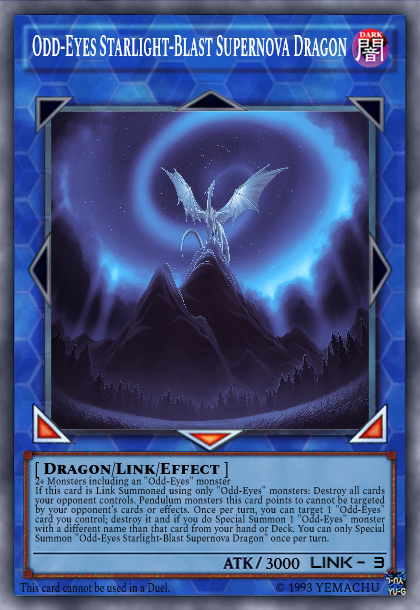 Odd-Eyes Starlight-Blast Supernova Dragon
DARK
闇
[ Dragon/Link/Effect ]
2+ Monsters including an "Odd-Eyes" monster
If this card is Link Summoned using only "Odd-Eyes" monsters: Destroy all cards
your opponent controls. Pendulum monsters this card points to cannot be targeted
by your opponent's cards or effects. Once per turn, you can target 1 "Odd-Eyes"
card you control; destroy it and if you do Special Summon 1 "Odd-Eyes" monster
with a different name than that card from your hand or Deck. You can only Special
Summon "Odd-Eyes Starlight-Blast Supernova Dragon" once per turn.
ATK/ 3000 LINK - 3
This card cannot be used in a Duel.
© 1993 YEMACHU